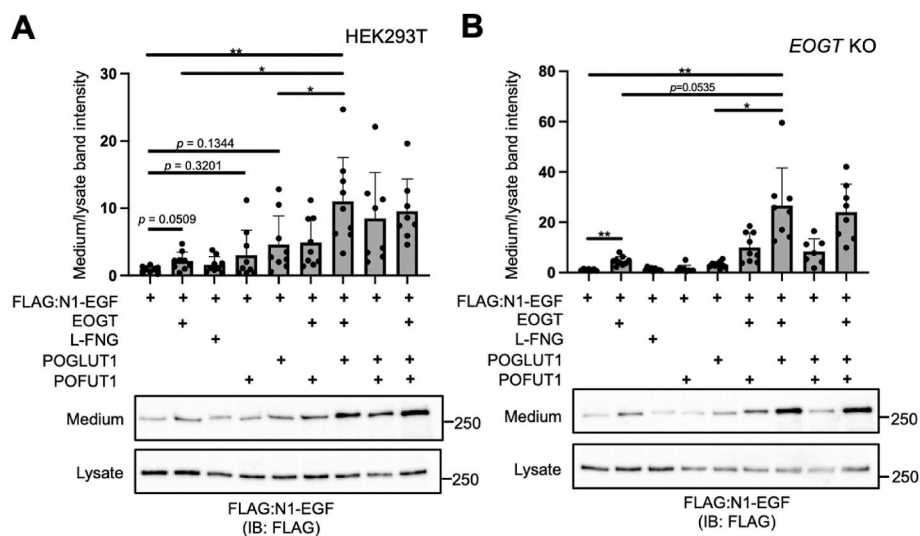 A
HEK293T
**
*
*
p = 0.1344
p = 0.3201
p = 0.0509
Medium/lysate band intensity
30
20
10
0
FLAG:N1-EGF + + + + + + + + +
EOGT + + + +
L-FNG +
POGLUT1 + + + +
POFUT1 + + + +
Medium
250
Lysate
250
FLAG:N1-EGF
(IB: FLAG)
B
EOGT KO
**
p=0.0535
*
**
Medium/lysate band intensity
80
60
40
20
0
FLAG:N1-EGF + + + + + + + + +
EOGT + + + +
L-FNG +
POGLUT1 + + + +
POFUT1 + + + +
Medium
250
Lysate
250
FLAG:N1-EGF
(IB: FLAG)